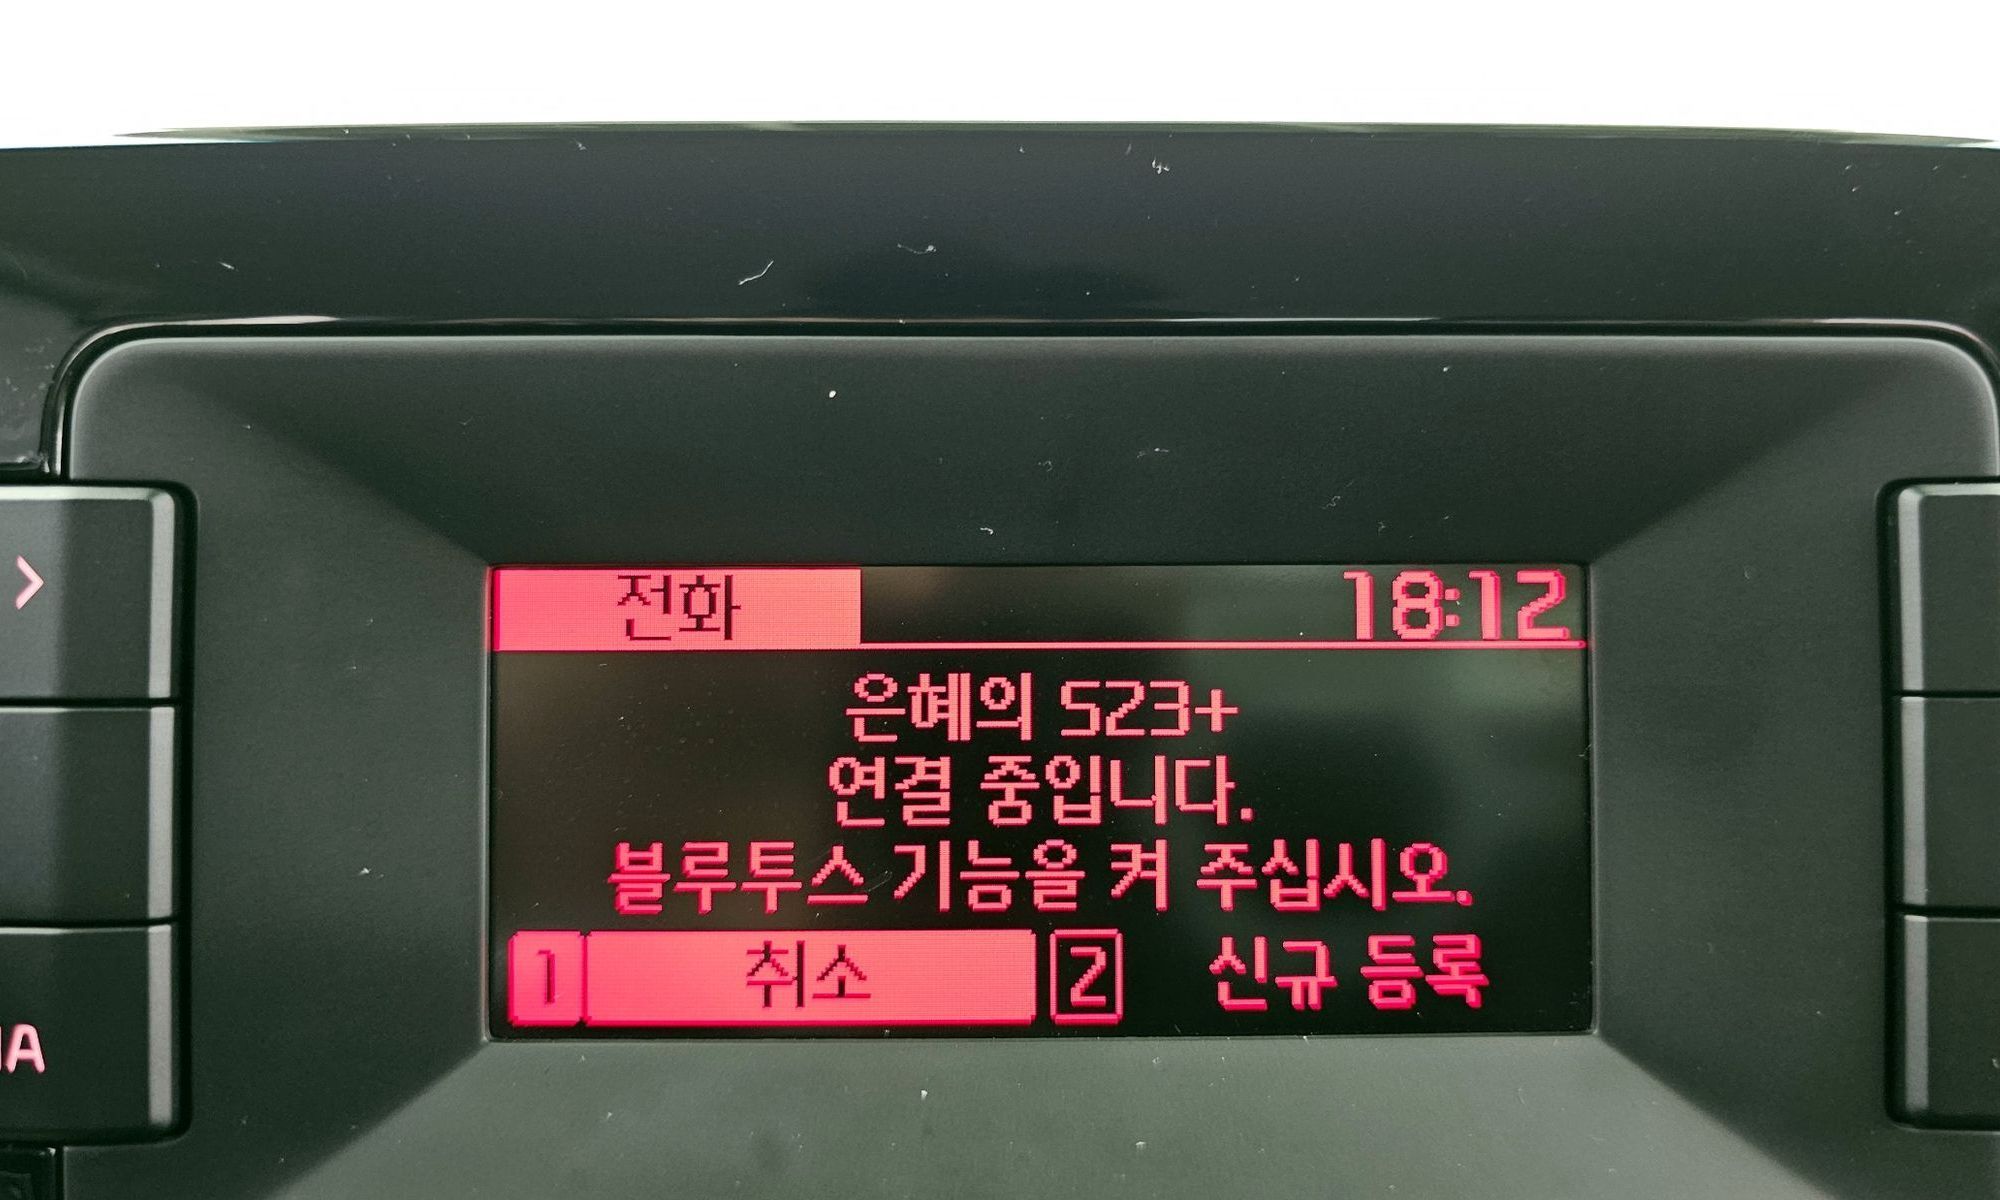 전화 18:12
은혜의 S23+
연결 중입니다.
블루투스 기능을 켜 주십시오.
1 취소 2 신규 등록